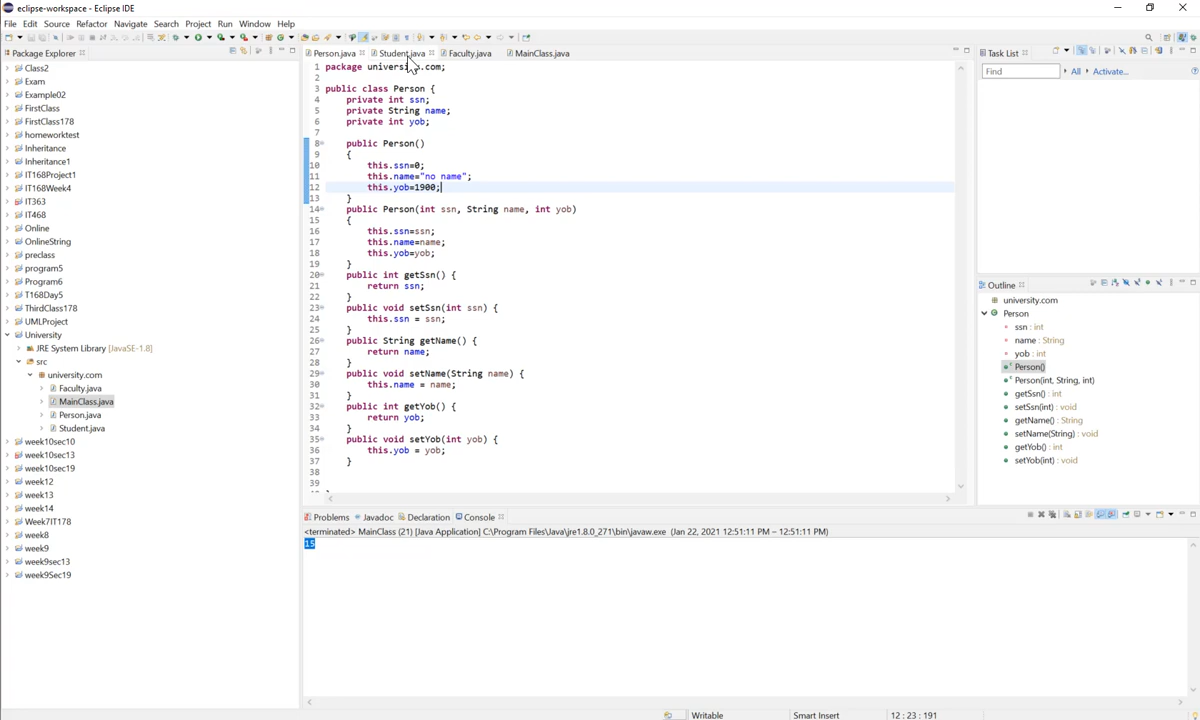 eclipse-workspace - Eclipse IDE
File Edit Source Refactor Navigate Search Project Run Window Help
Package Explorer
Class2
Exam
Example02
FirstClass
FirstClass178
homeworktest
Inheritance
Inheritance1
IT168Project1
IT168Week4
IT363
IT468
Online
OnlineString
preclass
program5
Program6
T168Day5
ThirdClass178
UMLProject
University
JRE System Library [JavaSE-1.8]
src
university.com
Faculty.java
MainClass.java
Person.java
Student.java
week10sec10
week10sec13
week10sec19
week12
week13
week14
Week7IT178
week8
week9
week9sec13
week9Sec19
Person.java Student.java Faculty.java MainClass.java
1 package university.com;
2
3 public class Person {
4 private int ssn;
5 private String name;
6 private int yob;
7
8 public Person()
9 {
10 this.ssn=0;
11 this.name="no name";
12 this.yob=1900;
13 }
14 public Person(int ssn, String name, int yob)
15 {
16 this.ssn=ssn;
17 this.name=name;
18 this.yob=yob;
19 }
20 public int getSsn() {
21 return ssn;
22 }
23 public void setSsn(int ssn) {
24 this.ssn = ssn;
25 }
26 public String getName() {
27 return name;
28 }
29 public void setName(String name) {
30 this.name = name;
31 }
32 public int getYob() {
33 return yob;
34 }
35 public void setYob(int yob) {
36 this.yob = yob;
37 }
38
39
Task List
Find All Activate...
Outline
university.com
Person
ssn : int
name : String
yob : int
Person()
Person(int, String, int)
getSsn() : int
setSsn(int) : void
getName() : String
setName(String) : void
getYob() : int
setYob(int) : void
Problems Javadoc Declaration Console
<terminated> MainClass (21) [Java Application] C:\Program Files\Java\jre1.8.0_271\bin\javaw.exe (Jan 22, 2021 12:51:11 PM – 12:51:11 PM)
15
Writable Smart Insert 12 : 23 : 191